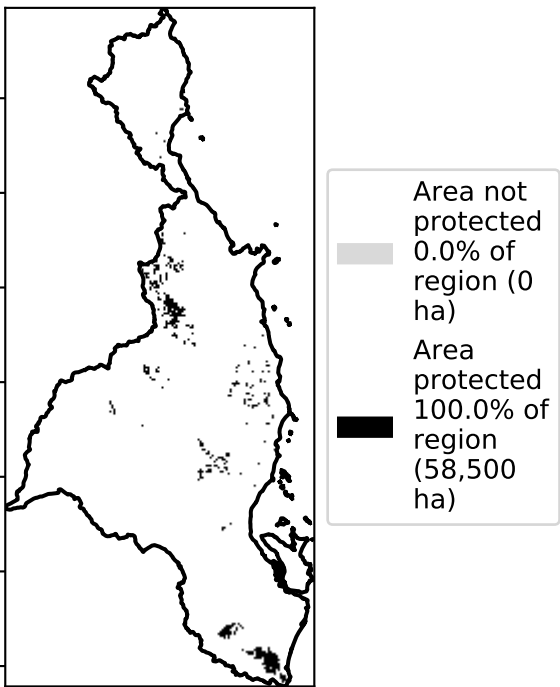 Area not
protected
0.0% of
region (0
ha)
Area
protected
100.0% of
region
(58,500
ha)